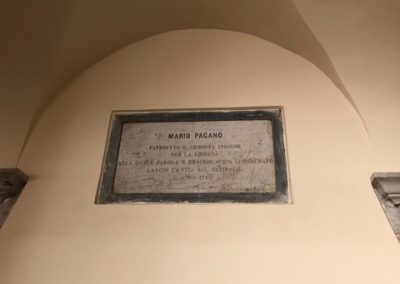 MARIO PAGANO
PATRIOTTA E GIURISTA INSIGNE
PER LA LIBERTÀ
ALLA QUALE PAROLA E BRACCIO AVEVA CONSACRATO
LASCIÒ LA VITA SUL PATIBOLO
L'ANNO 1799